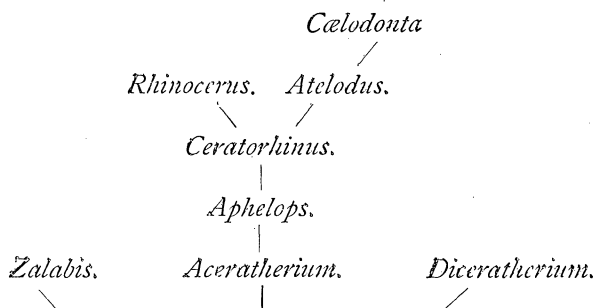 Cælodonta
Rhinocerus. Atelodus.
Ceratorhinus.
Aphelops.
Zalabis. Aceratherium. Diceratherium.